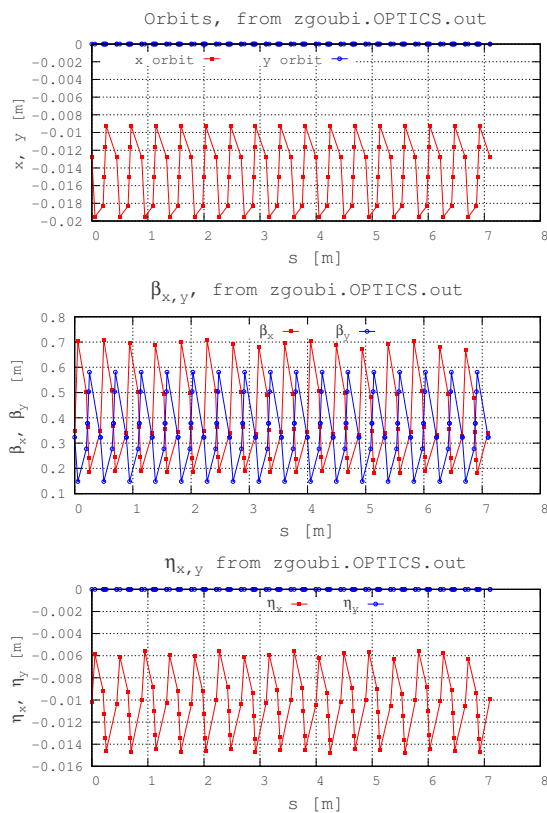 Orbits, from zgoubi.OPTICS.out
0
-0.002
-0.004
-0.006
-0.008
-0.01
-0.012
-0.014
-0.016
-0.018
-0.02
x, y [m]
x orbit
y orbit
0 1 2 3 4 5 6 7 8
s [m]
βx,y, from zgoubi.OPTICS.out
0.8
0.7
0.6
0.5
0.4
0.3
0.2
0.1
βx, βy [m]
βx
βy
0 1 2 3 4 5 6 7 8
s [m]
ηx,y from zgoubi.OPTICS.out
0
-0.002
-0.004
-0.006
-0.008
-0.01
-0.012
-0.014
-0.016
ηx, ηy [m]
ηx
ηy
0 1 2 3 4 5 6 7 8
s [m]